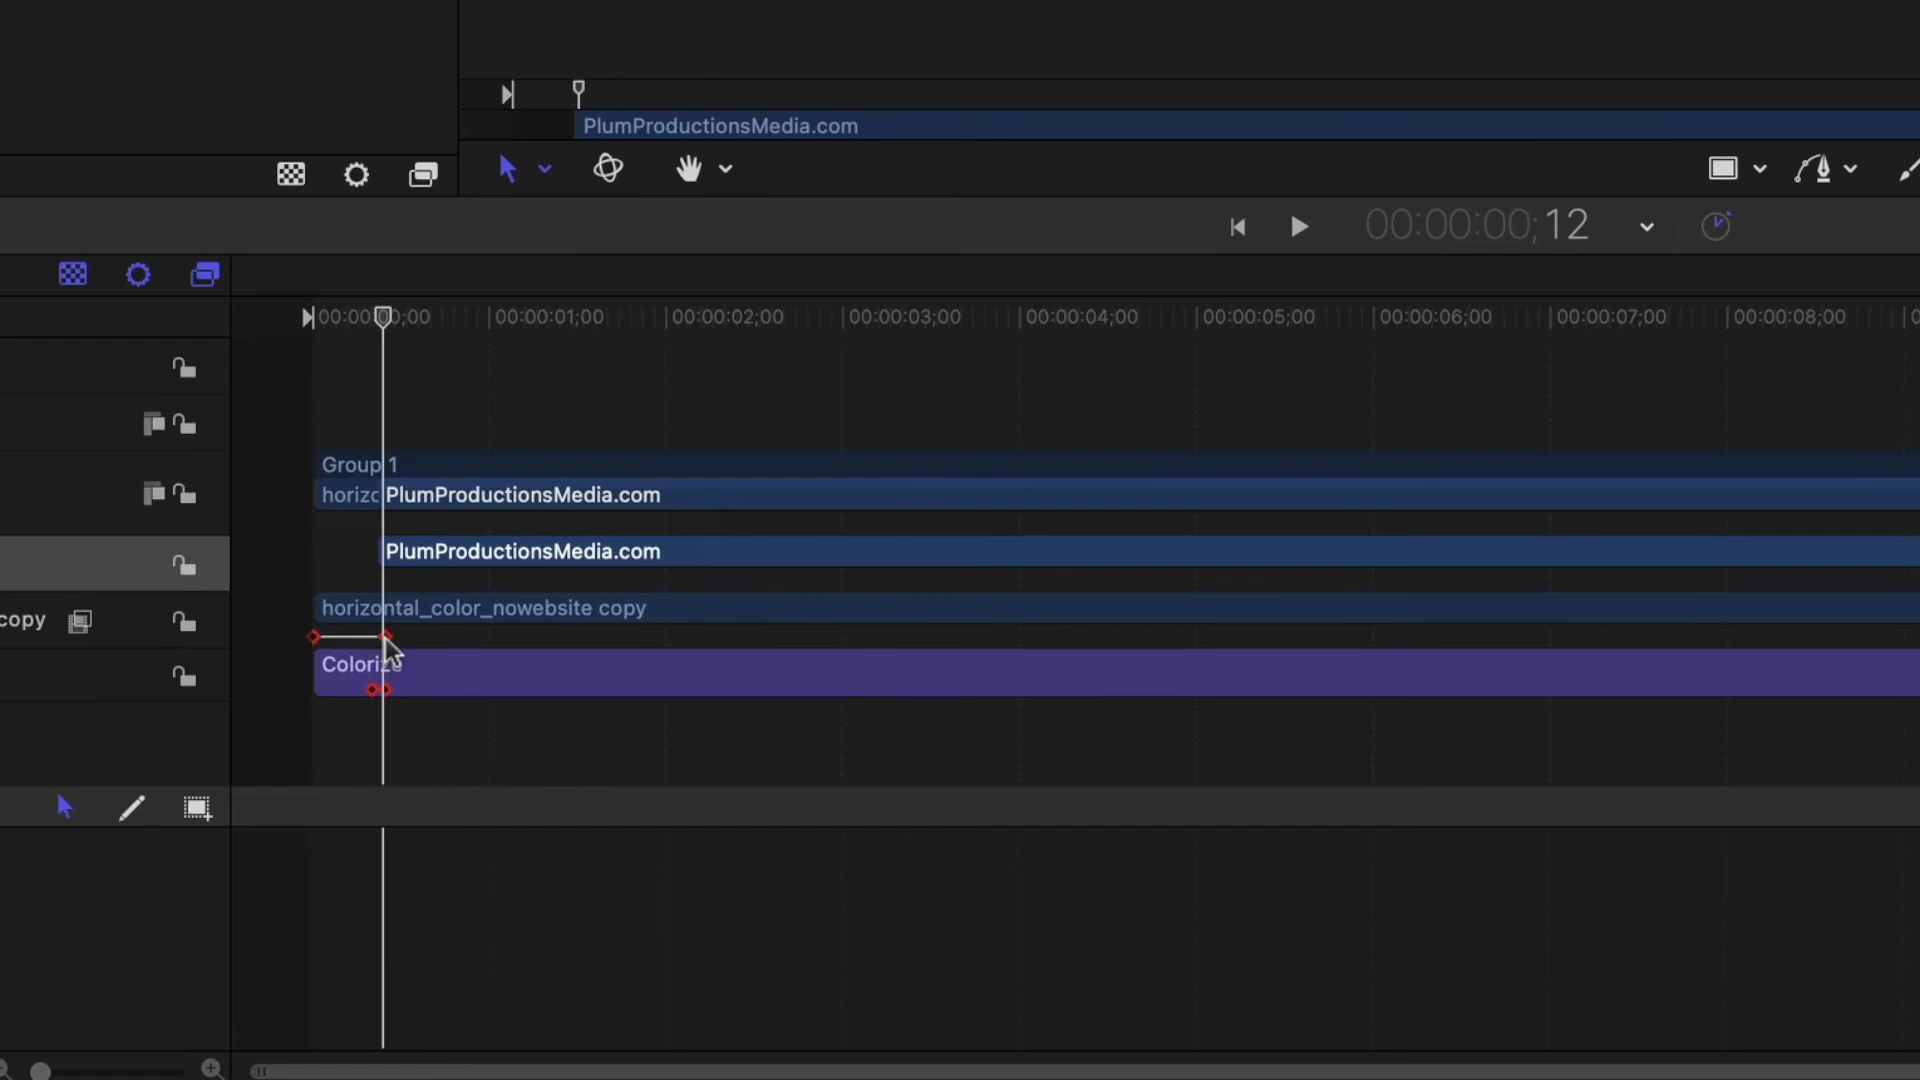 PlumProductionsMedia.com
00:00:00;12
00:00:00;00 00:00:01;00 00:00:02;00 00:00:03;00 00:00:04;00 00:00:05;00 00:00:06;00 00:00:07;00 00:00:08;00
Group 1
horizo PlumProductionsMedia.com
PlumProductionsMedia.com
horizontal_color_nowebsite copy
copy
Colorize